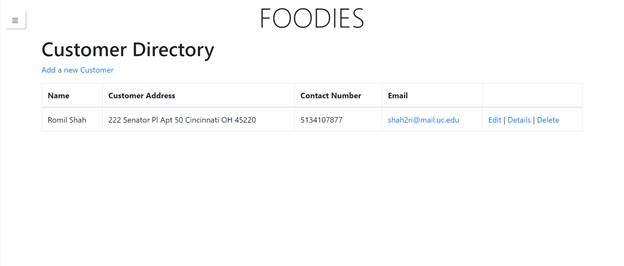 FOODIES
Customer Directory
Add a new Customer
Name Customer Address Contact Number Email
Romil Shah 222 Senator Pl Apt 50 Cincinnati OH 45220 5134107877 shah2ri@mail.uc.edu Edit | Details | Delete